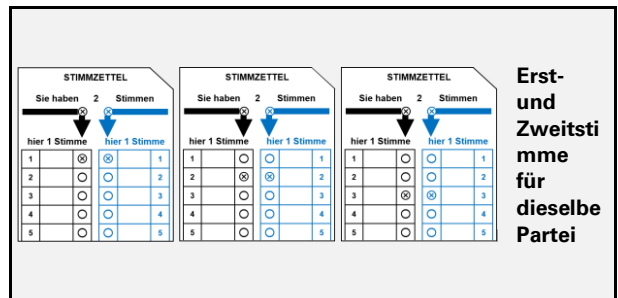 STIMMZETTEL
Sie haben 2 Stimmen
hier 1 Stimme hier 1 Stimme
1 1
2 2
3 3
4 4
5 5
STIMMZETTEL
Sie haben 2 Stimmen
hier 1 Stimme hier 1 Stimme
1 1
2 2
3 3
4 4
5 5
STIMMZETTEL
Sie haben 2 Stimmen
hier 1 Stimme hier 1 Stimme
1 1
2 2
3 3
4 4
5 5
Erst-
und
Zweitsti
mme
für
dieselbe
Partei